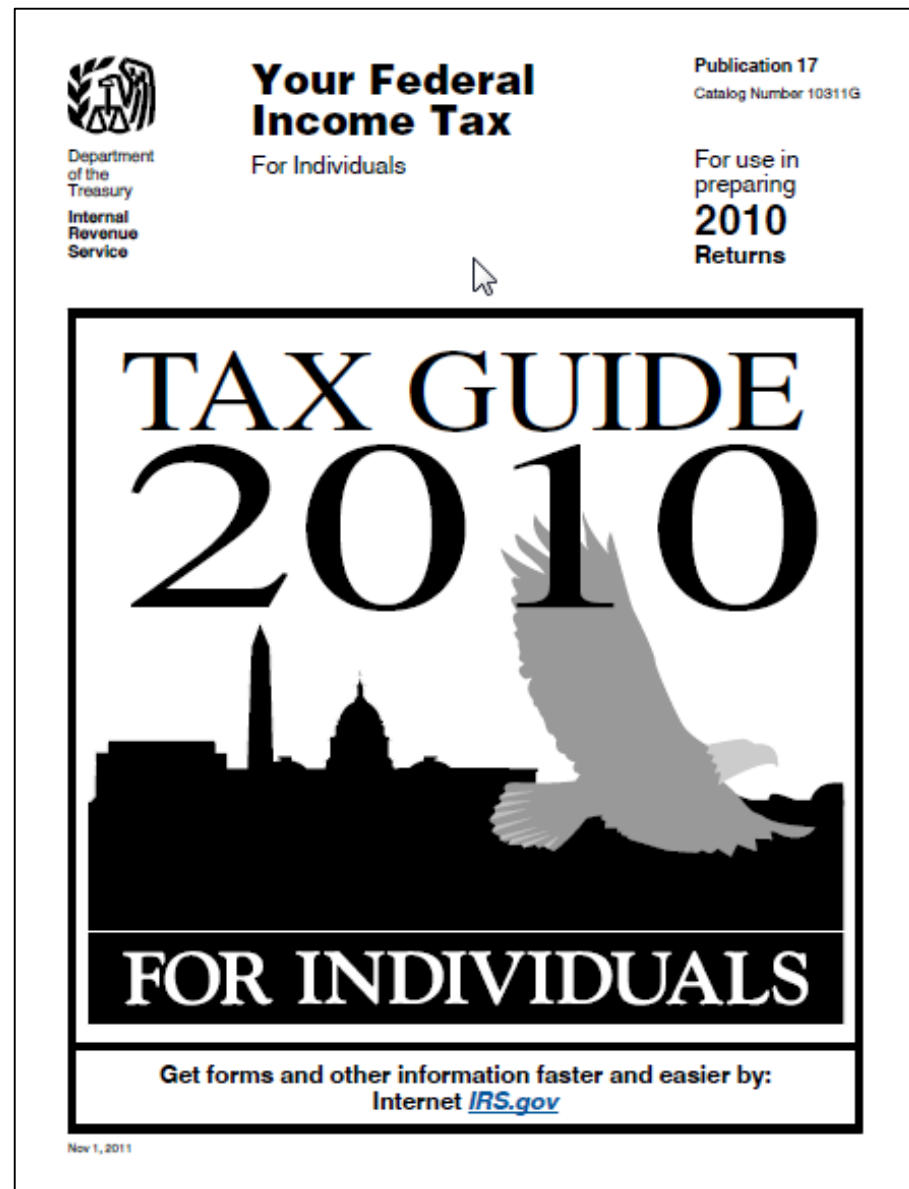 Department
of the
Treasury
Internal
Revenue
Service
Your Federal
Income Tax
For Individuals
Publication 17
Catalog Number 10311G
For use in
preparing
2010
Returns
TAX GUIDE
2010
FOR INDIVIDUALS
Get forms and other information faster and easier by:
Internet IRS.gov
Nov 1, 2011